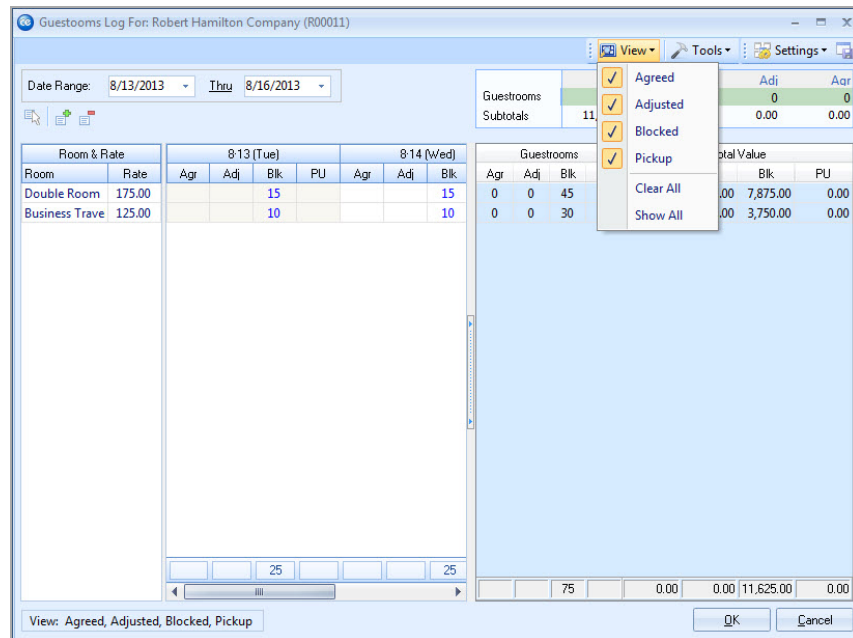 Guestooms Log For: Robert Hamilton Company (R00011)
View Tools Settings
Date Range: 8/13/2013 Thru 8/16/2013
Adj Agr
Guestrooms 0 0
Subtotals 11, 0.00 0.00
Agreed
Adjusted
Blocked
Pickup
Clear All
Show All
Room & Rate 8-13 (Tue) 8-14 (Wed)
Room Rate Agr Adj Blk PU Agr Adj Blk
Double Room 175.00 15 15
Business Trave 125.00 10 10
25 25
Guestrooms otal Value
Agr Adj Blk Blk PU
0 0 45 .00 7,875.00 0.00
0 0 30 .00 3,750.00 0.00
75 0.00 0.00 11,625.00 0.00
View: Agreed, Adjusted, Blocked, Pickup
OK Cancel